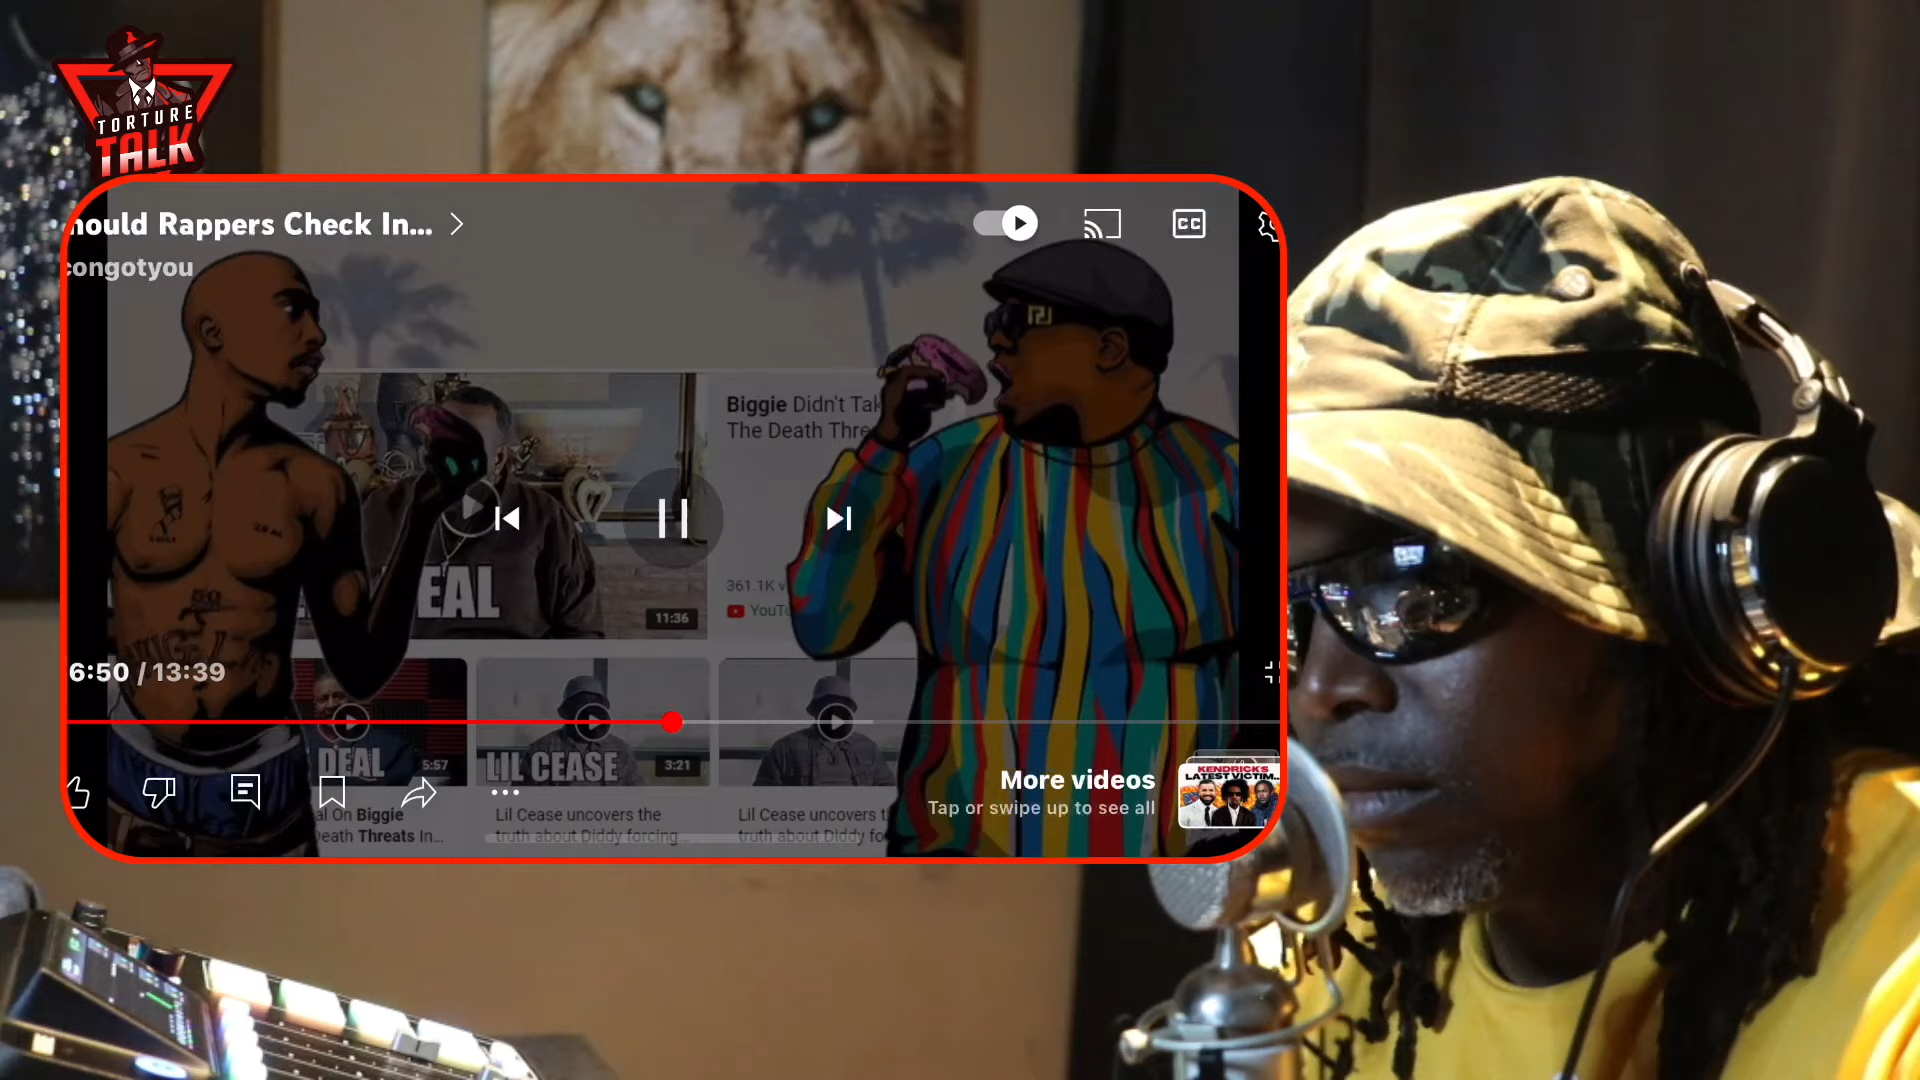 TORTURE
TALK
hould Rappers Check In...
congotyou
CC
Biggie Didn't Tak
The Death Thre
EAL
11:36
361.1K v
YouTu
6:50 / 13:39
DEAL
5:57
LIL CEASE
3:21
More videos
Tap or swipe up to see all
KENDRICK'S
LATEST VICTIM...
al On Biggie
Death Threats In...
Lil Cease uncovers the
truth about Diddy forcing...
Lil Cease uncovers t
truth about Diddy fo